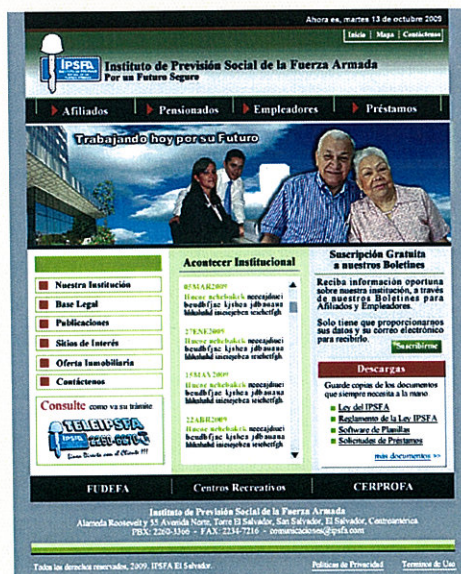 Ahora es, martes 13 de octubre 2009
Inicio | Mapa | Contáctenos
IPSFA
Instituto de Previsión Social de la Fuerza Armada
Por un Futuro Seguro
Afiliados
Pensionados
Empleadores
Préstamos
Trabajando hoy por su Futuro
Nuestra Institución
Base Legal
Publicaciones
Sitios de Interés
Oferta Inmobiliaria
Contáctenos
Consulte como va su trámite
TELEIPSFA
IPSFA
Línea Directa con el Cliente !!!
Acontecer Institucional
05MAR2009
27ENE2009
15MAY2009
22ABR2009
Suscripción Gratuita
a nuestros Boletines
Reciba información oportuna
sobre nuestra institución, a través
de nuestros Boletines para
Afiliados y Empleadores.
Solo tiene que proporcionarnos
sus datos y su correo electrónico
para recibirlo.
Suscribirme
Descargas
Guarde copias de los documentos
que siempre necesita a la mano
Ley del IPSFA
Reglamento de la Ley IPSFA
Software de Planillas
Solicitudes de Préstamos
más documentos >>
FUDEFA
Centros Recreativos
CERPROFA
Instituto de Previsión Social de la Fuerza Armada
Alameda Roosevelt y 55 Avenida Norte, Torre El Salvador, San Salvador, El Salvador, Centroamérica
PBX: 2260-3366 - FAX: 2234-7216 - comunicaciones@ipsfa.com
Todos los derechos reservados, 2009. IPSFA El Salvador.
Políticas de Privacidad
Terminos de Uso